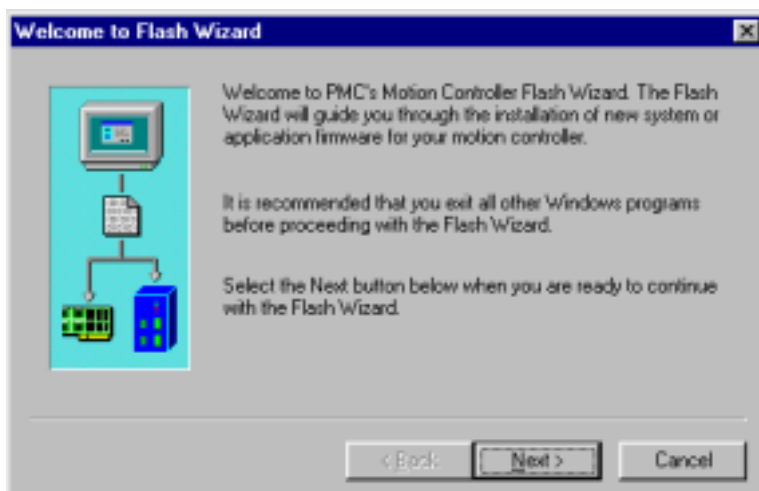 Welcome to Flash Wizard
Welcome to PMC's Motion Controller Flash Wizard. The Flash
Wizard will guide you through the installation of new system or
application firmware for your motion controller.
It is recommended that you exit all other Windows programs
before proceeding with the Flash Wizard.
Select the Next button below when you are ready to continue
with the Flash Wizard.
< Back Next > Cancel